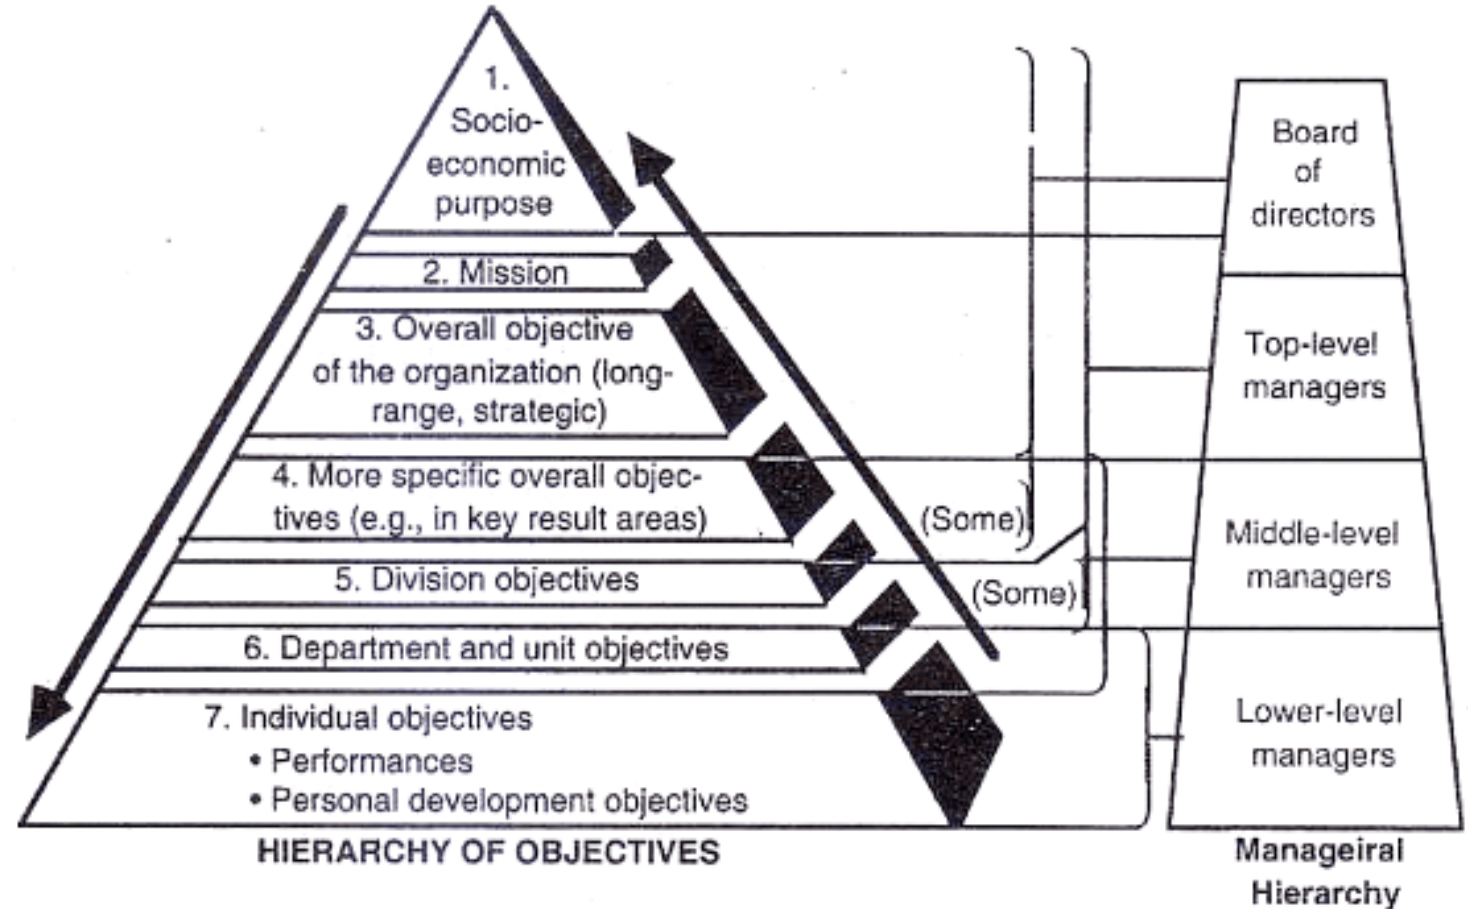 1.
Socio-
economic
purpose
2. Mission
3. Overall objective
of the organization (long-
range, strategic)
4. More specific overall objec-
tives (e.g., in key result areas)
5. Division objectives
6. Department and unit objectives
7. Individual objectives
• Performances
• Personal development objectives
HIERARCHY OF OBJECTIVES
(Some)
(Some)
Board
of
directors
Top-level
managers
Middle-level
managers
Lower-level
managers
Manageiral
Hierarchy